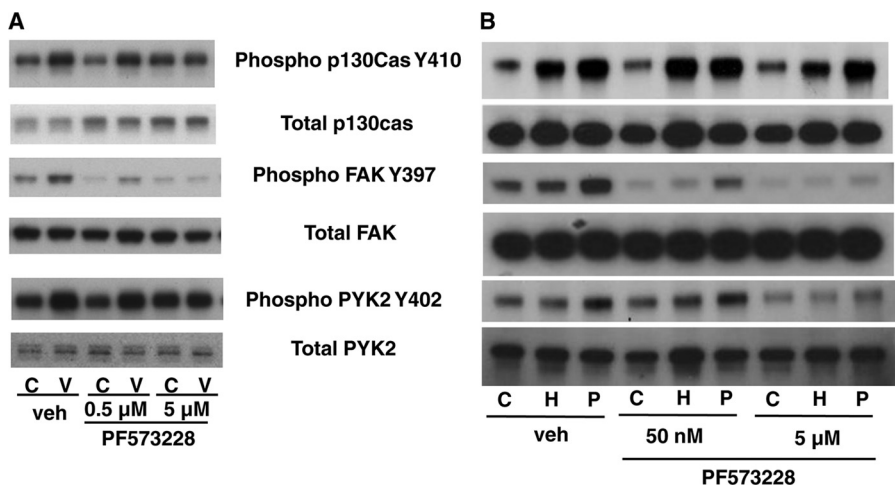 A
B
Phospho p130Cas Y410
Total p130cas
Phospho FAK Y397
Total FAK
Phospho PYK2 Y402
Total PYK2
C V C V C V
veh 0.5 µM 5 µM
PF573228
C H P C H P C H P
veh 50 nM 5 µM
PF573228